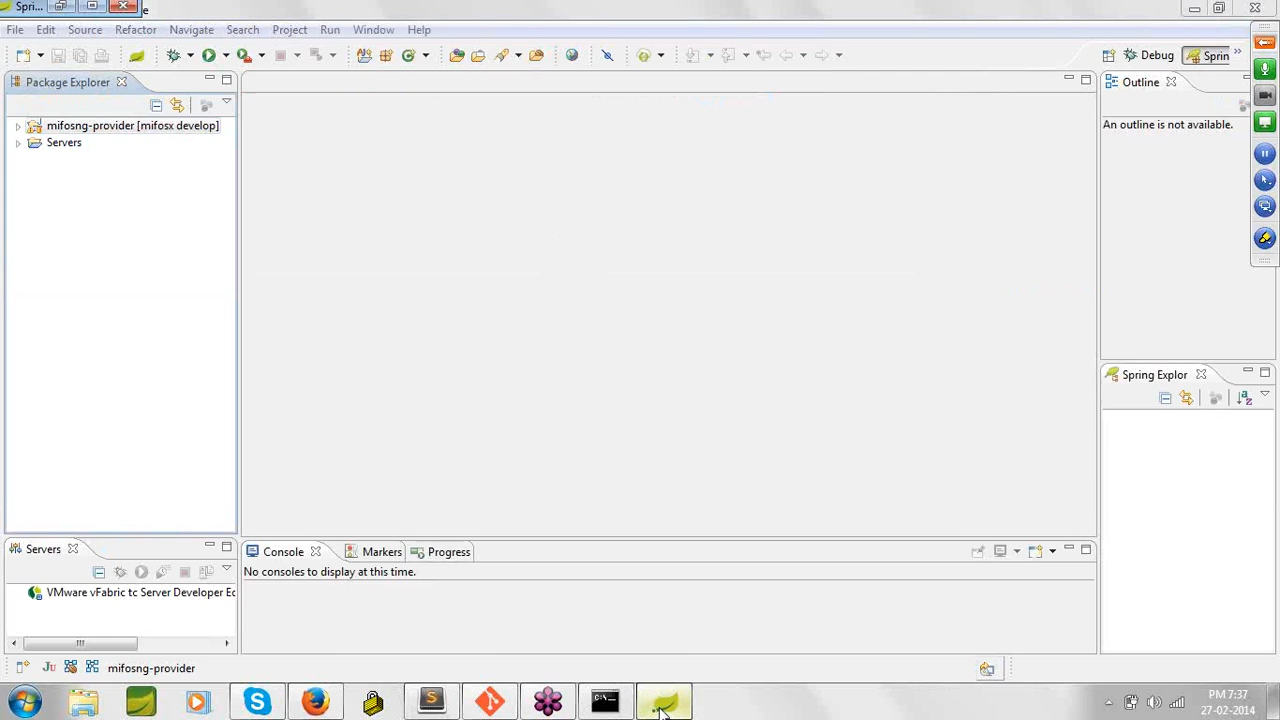 Spri...
e
File Edit Source Refactor Navigate Search Project Run Window Help
Debug Sprin
Package Explorer
Outline
mifosng-provider [mifosx develop]
An outline is not available.
Servers
Spring Explor
Servers
Console Markers Progress
No consoles to display at this time.
VMware vFabric tc Server Developer Ec
Ju mifosng-provider
PM 7:37
27-02-2014